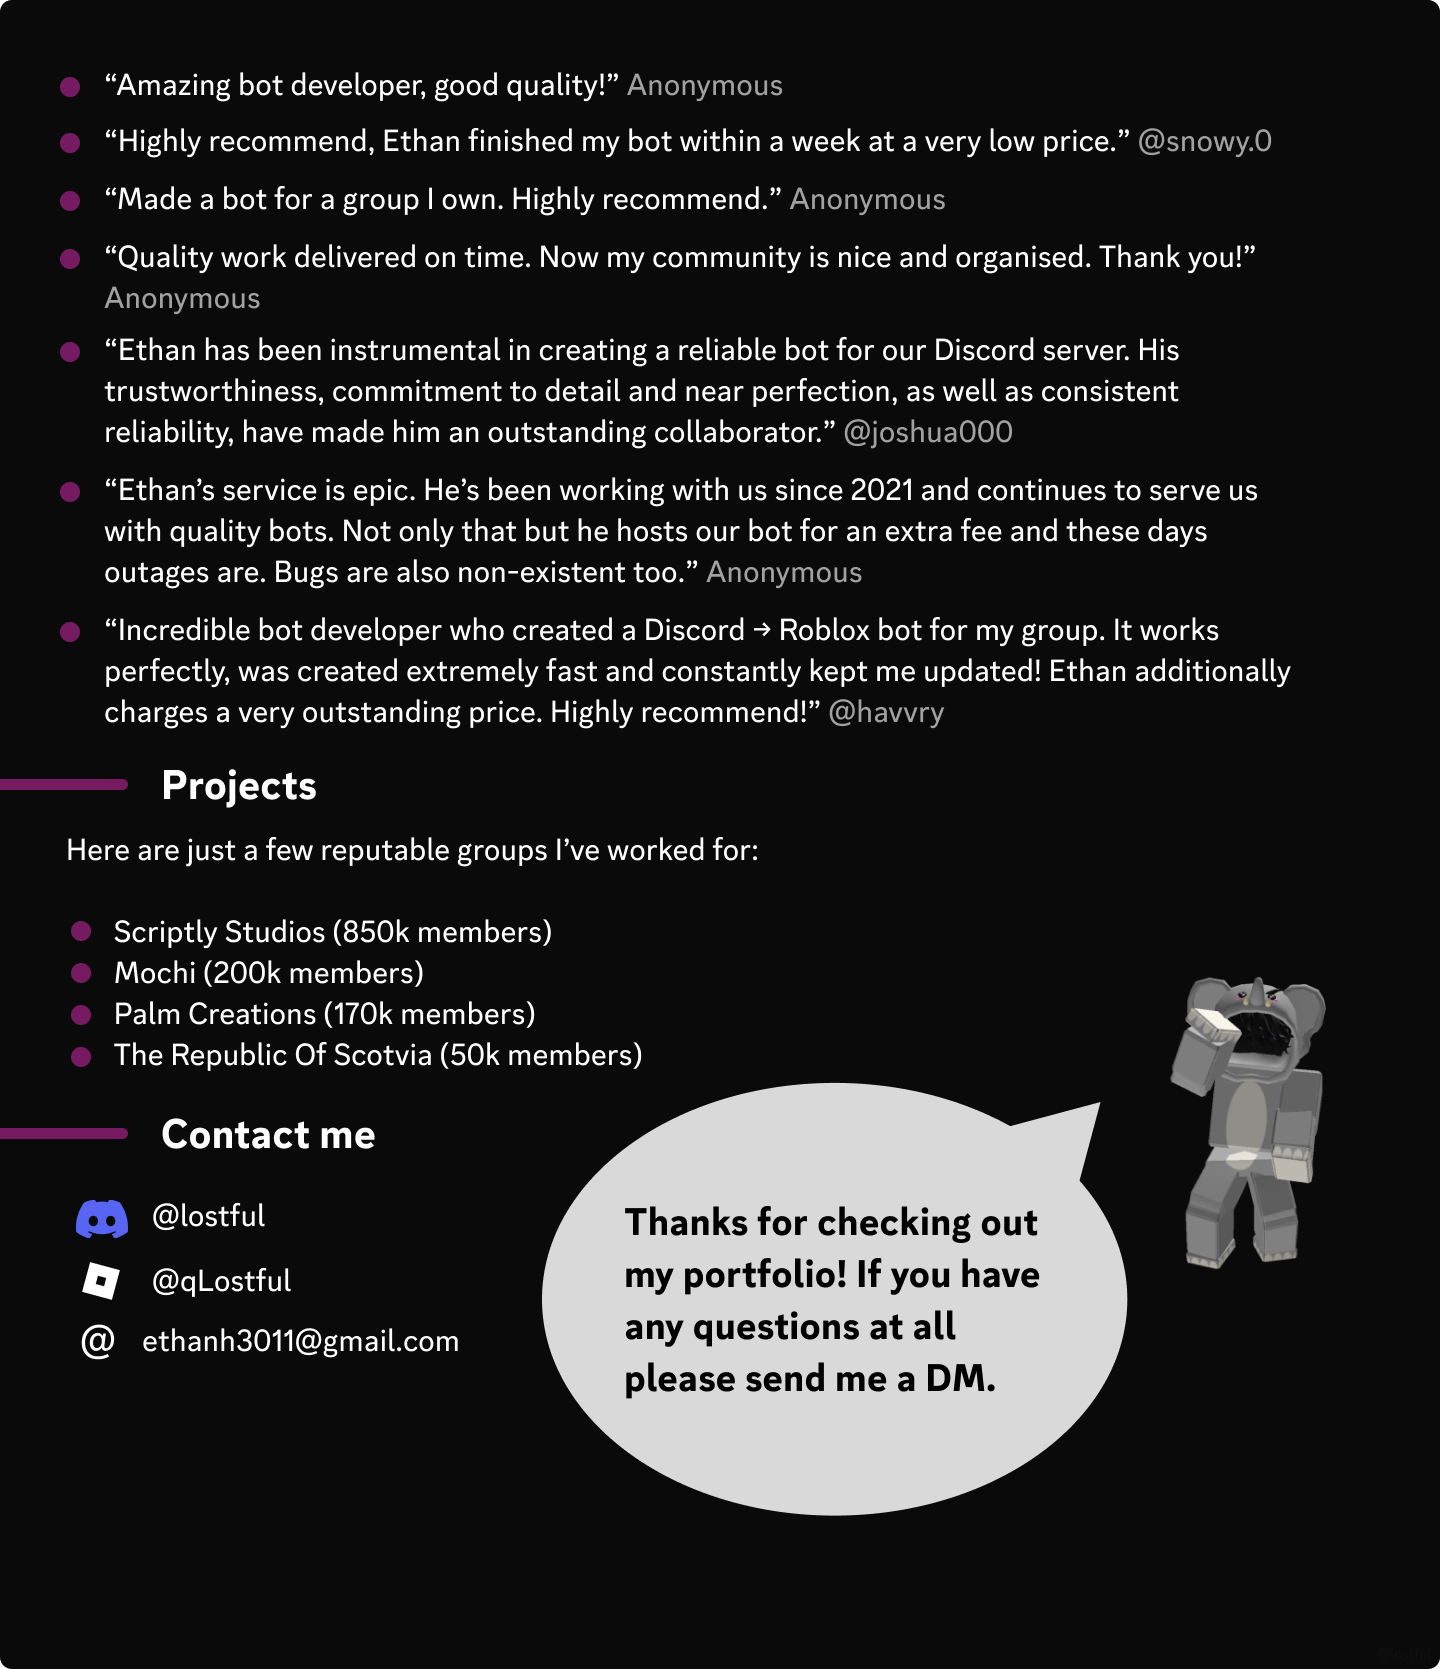 “Amazing bot developer, good quality!” Anonymous
“Highly recommend, Ethan finished my bot within a week at a very low price.” @snowy.0
“Made a bot for a group I own. Highly recommend.” Anonymous
“Quality work delivered on time. Now my community is nice and organised. Thank you!”
Anonymous
“Ethan has been instrumental in creating a reliable bot for our Discord server. His
trustworthiness, commitment to detail and near perfection, as well as consistent
reliability, have made him an outstanding collaborator.” @joshua000
“Ethan’s service is epic. He’s been working with us since 2021 and continues to serve us
with quality bots. Not only that but he hosts our bot for an extra fee and these days
outages are. Bugs are also non-existent too.” Anonymous
“Incredible bot developer who created a Discord → Roblox bot for my group. It works
perfectly, was created extremely fast and constantly kept me updated! Ethan additionally
charges a very outstanding price. Highly recommend!” @havvry
Projects
Here are just a few reputable groups I’ve worked for:
Scriptly Studios (850k members)
Mochi (200k members)
Palm Creations (170k members)
The Republic Of Scotvia (50k members)
Contact me
@lostful
@qLostful
@ ethanh3011@gmail.com
Thanks for checking out
my portfolio! If you have
any questions at all
please send me a DM.